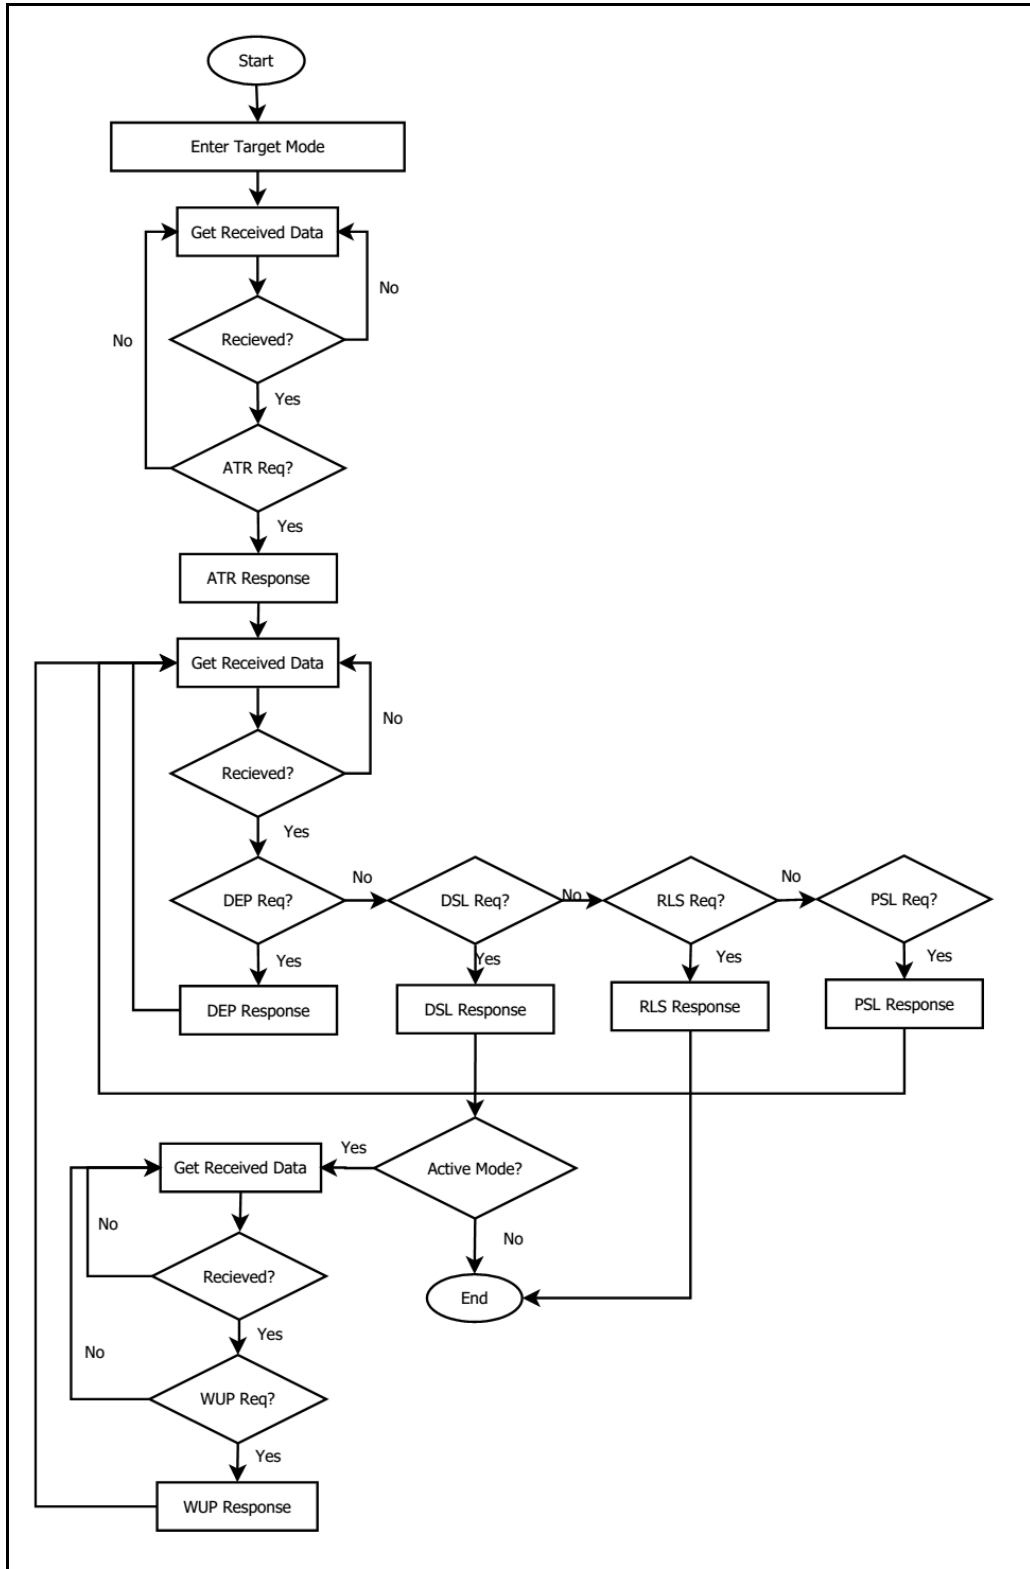 Start
Enter Target Mode
Get Received Data
No
No
Recieved?
Yes
ATR Req?
Yes
ATR Response
Get Received Data
No
Recieved?
Yes
DEP Req?
No
DSL Req?
No
RLS Req?
No
PSL Req?
Yes
Yes
Yes
Yes
DEP Response
DSL Response
RLS Response
PSL Response
Active Mode?
Yes
Get Received Data
No
No
Recieved?
End
Yes
No
WUP Req?
Yes
WUP Response